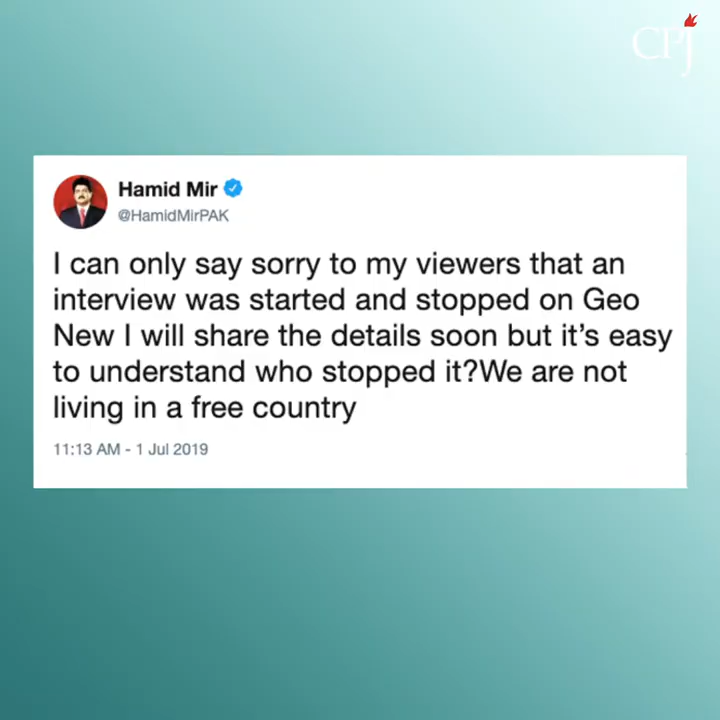 CPJ
Hamid Mir
@HamidMirPAK
I can only say sorry to my viewers that an
interview was started and stopped on Geo
New I will share the details soon but it's easy
to understand who stopped it?We are not
living in a free country
11:13 AM - 1 Jul 2019